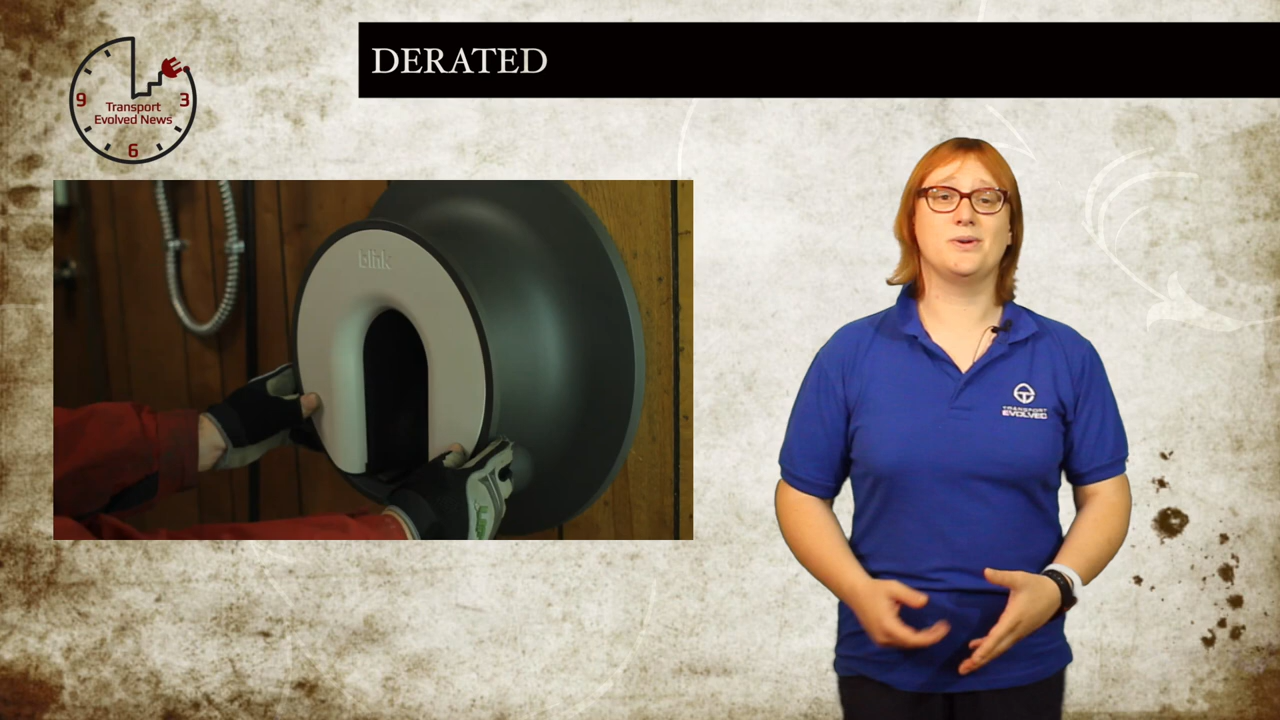 DERATED
9
3
Transport
Evolved News
6
blink
TRANSPORT
EVOLVED